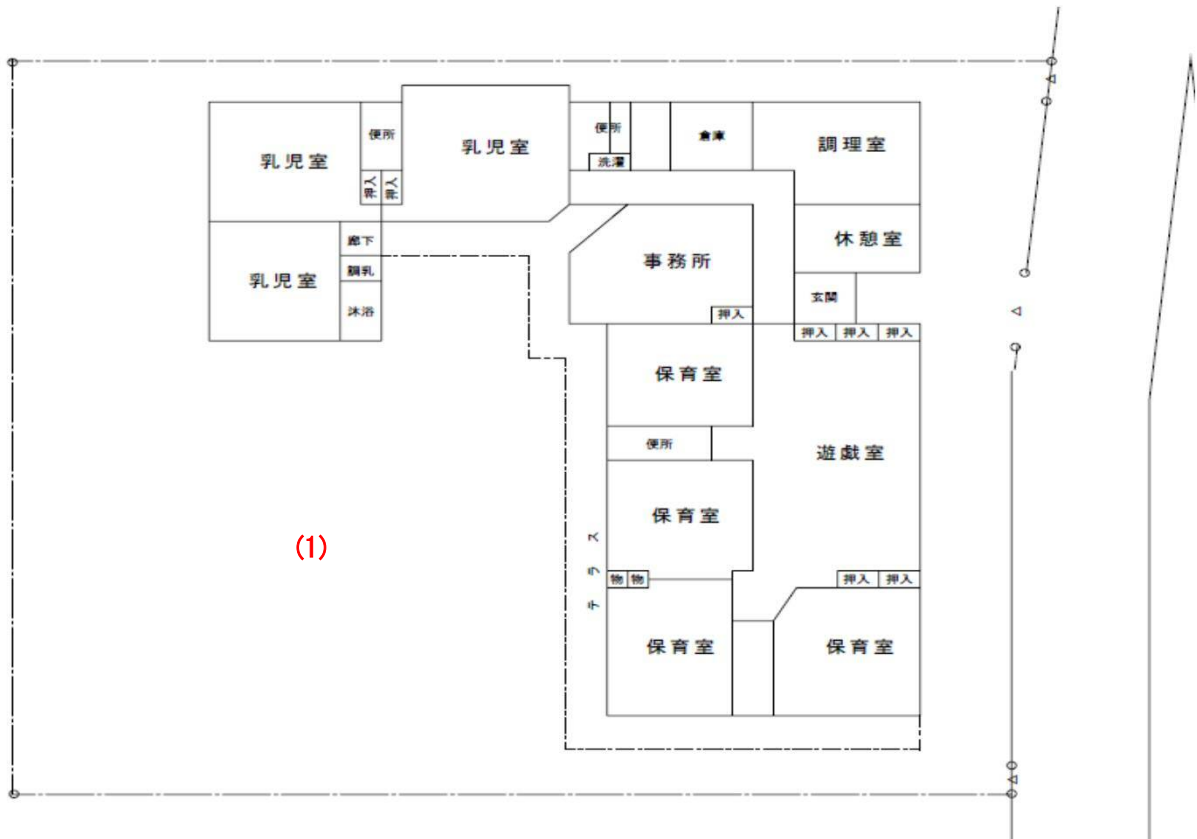 乳児室
便所
押入
押入
乳児室
便所
洗濯
倉庫
調理室
休憩室
玄関
乳児室
廊下
調乳
沐浴
事務所
押入
押入
押入
押入
保育室
便所
遊戯室
保育室
テラス
物
物
押入
押入
保育室
保育室
(1)